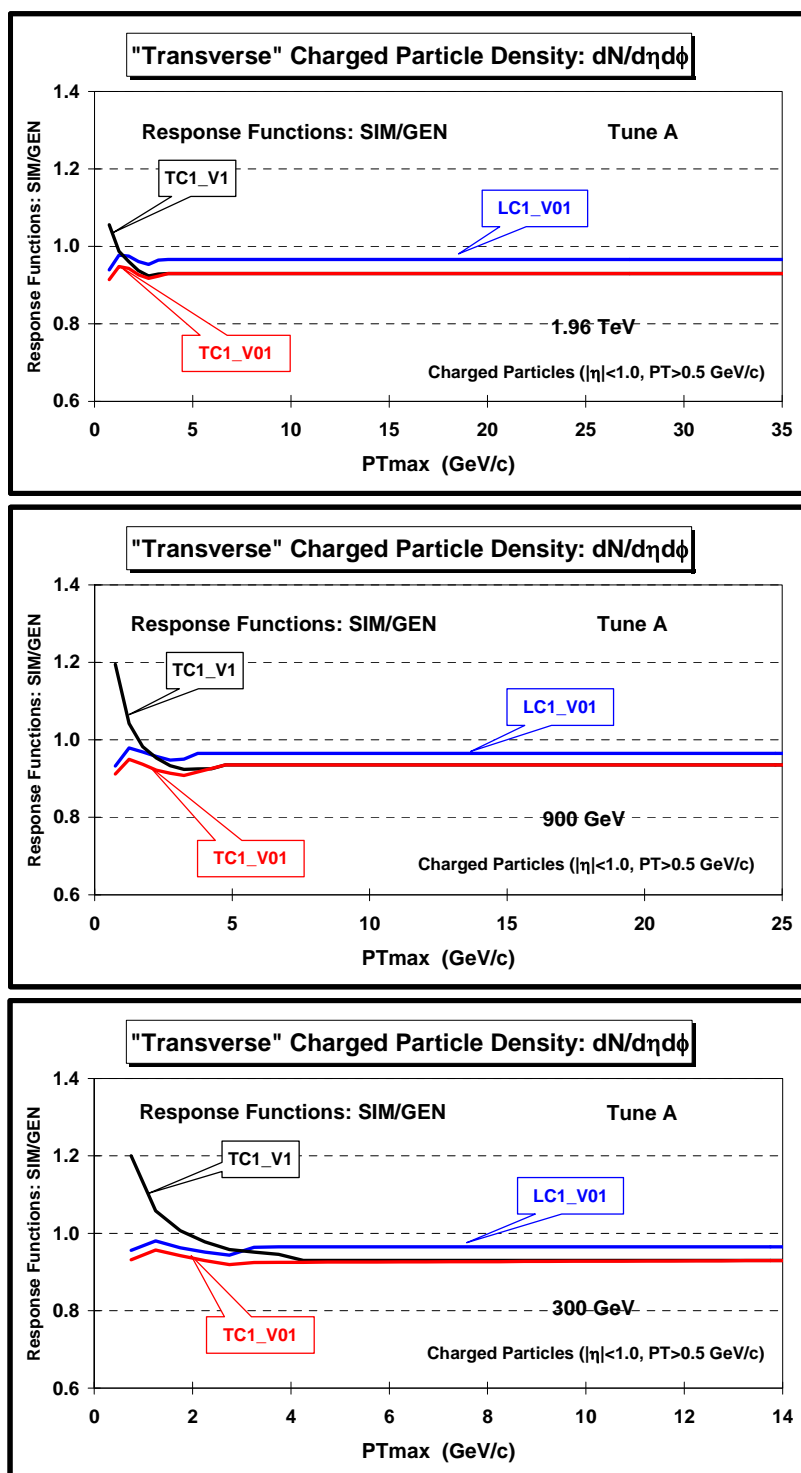 "Transverse" Charged Particle Density: dN/dηdϕ
1.4
Response Functions: SIM/GEN
Tune A
TC1_V1
1.2
LC1_V01
1.0
Response Functions: SIM/GEN
0.8
1.96 TeV
TC1_V01
Charged Particles (|η|<1.0, PT>0.5 GeV/c)
0.6
0 5 10 15 20 25 30 35
PTmax (GeV/c)
"Transverse" Charged Particle Density: dN/dηdϕ
1.4
Response Functions: SIM/GEN
Tune A
1.2
TC1_V1
LC1_V01
1.0
Response Functions: SIM/GEN
0.8
900 GeV
TC1_V01
Charged Particles (|η|<1.0, PT>0.5 GeV/c)
0.6
0 5 10 15 20 25
PTmax (GeV/c)
"Transverse" Charged Particle Density: dN/dηdϕ
1.4
Response Functions: SIM/GEN
Tune A
1.2
TC1_V1
LC1_V01
1.0
Response Functions: SIM/GEN
0.8
300 GeV
TC1_V01
Charged Particles (|η|<1.0, PT>0.5 GeV/c)
0.6
0 2 4 6 8 10 12 14
PTmax (GeV/c)